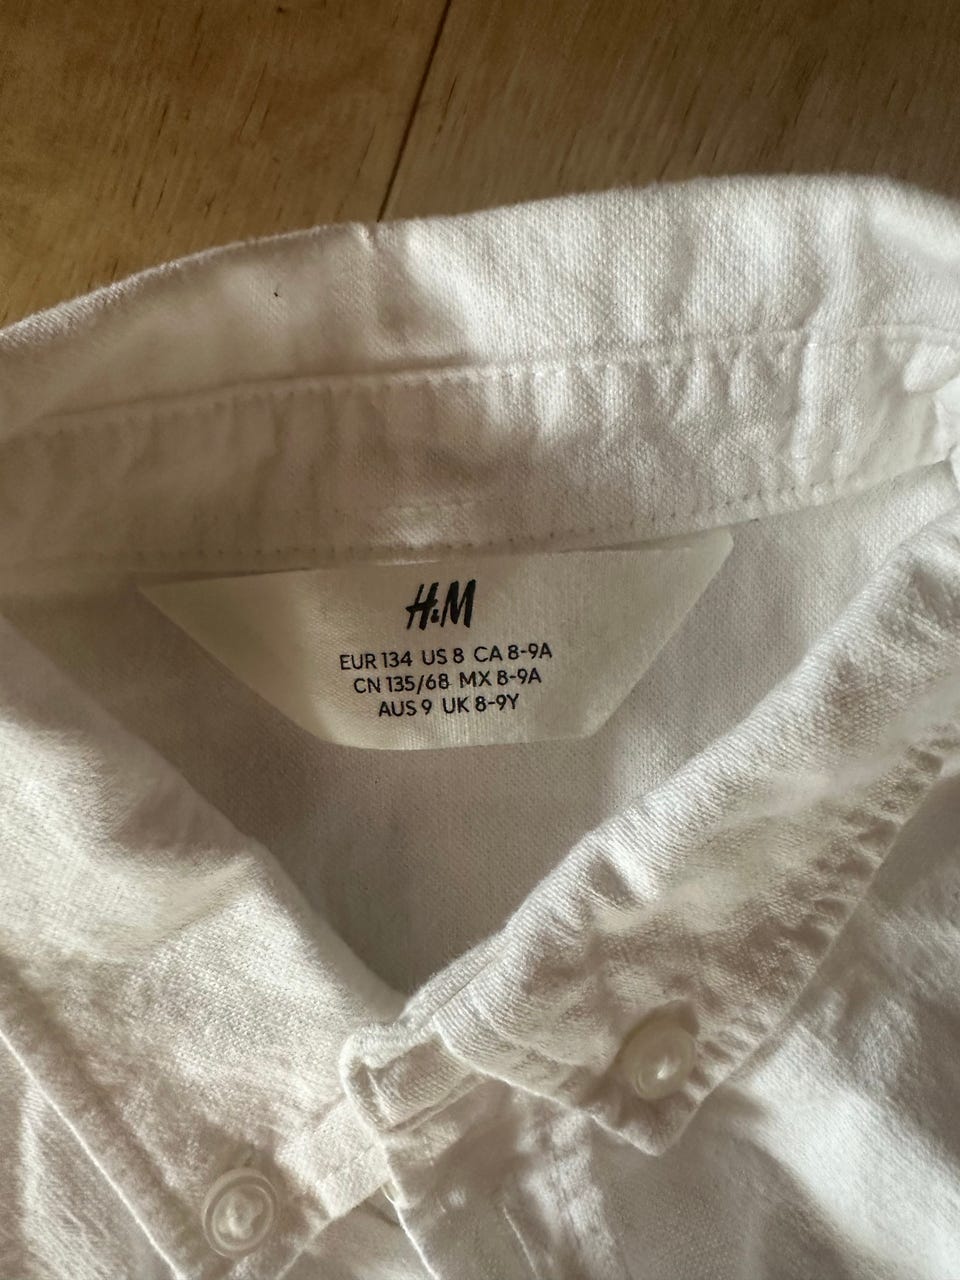 H&M
EUR 134 US 8 CA 8-9A
CN 135/68 MX 8-9A
AUS 9 UK 8-9Y